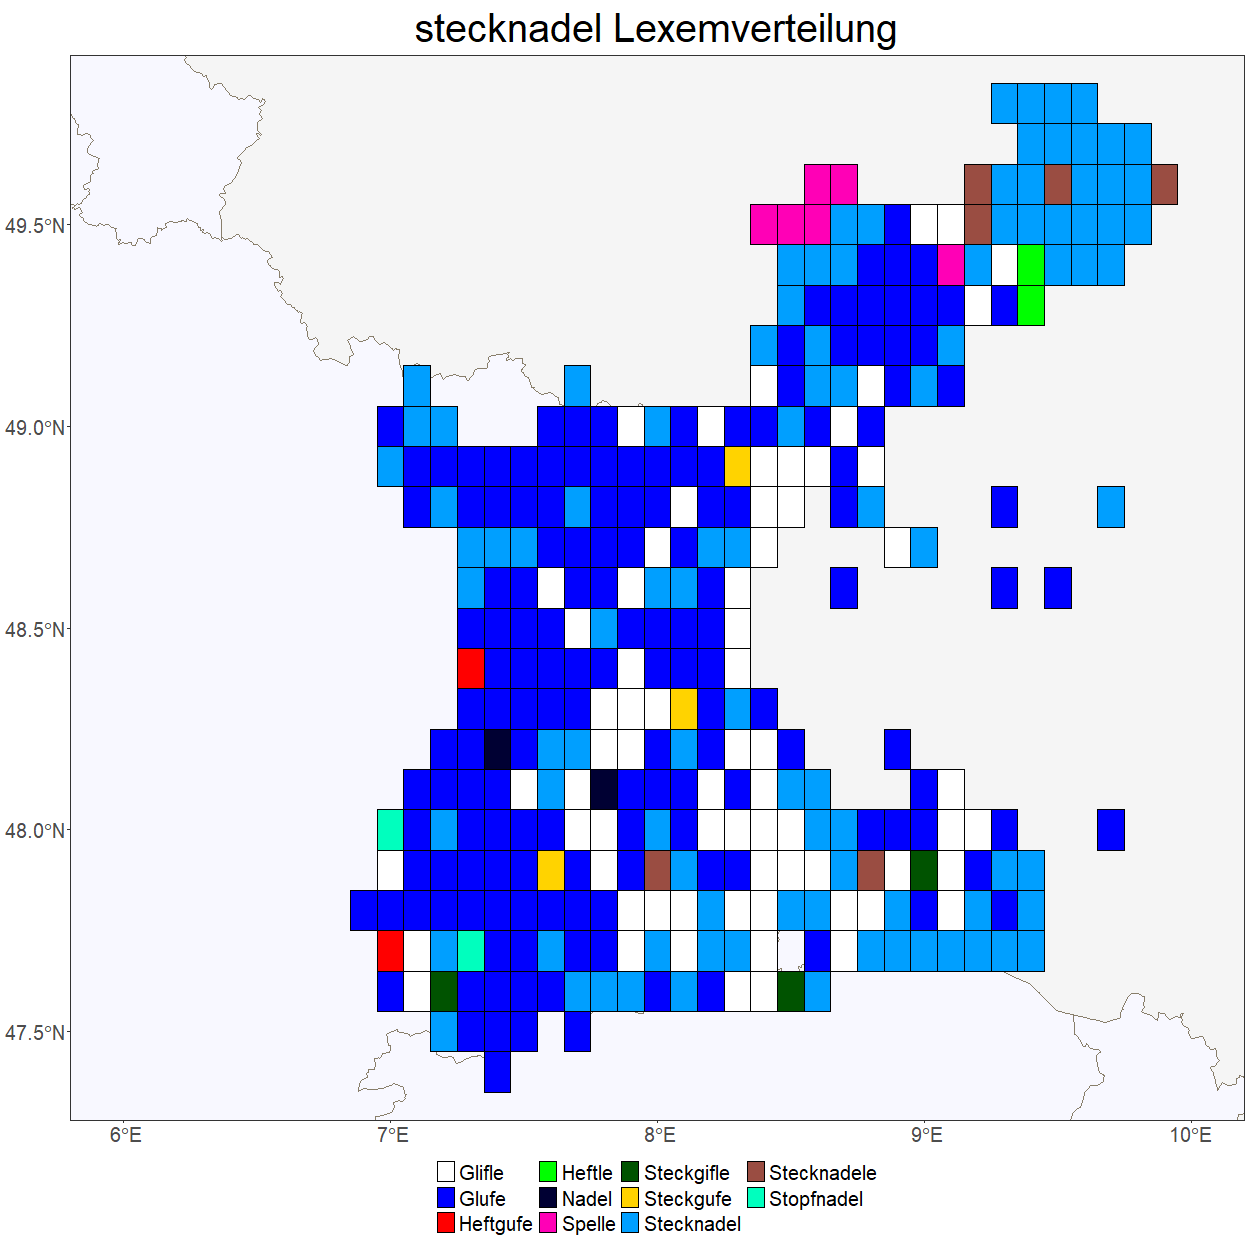 stecknadel Lexemverteilung
49.5°N
49.0°N
48.5°N
48.0°N
47.5°N
6°E 7°E 8°E 9°E 10°E
Glifle Heftle Steckgifle Stecknadele
Glufe Nadel Steckgufe Stopfnadel
Heftgufe Spelle Stecknadel